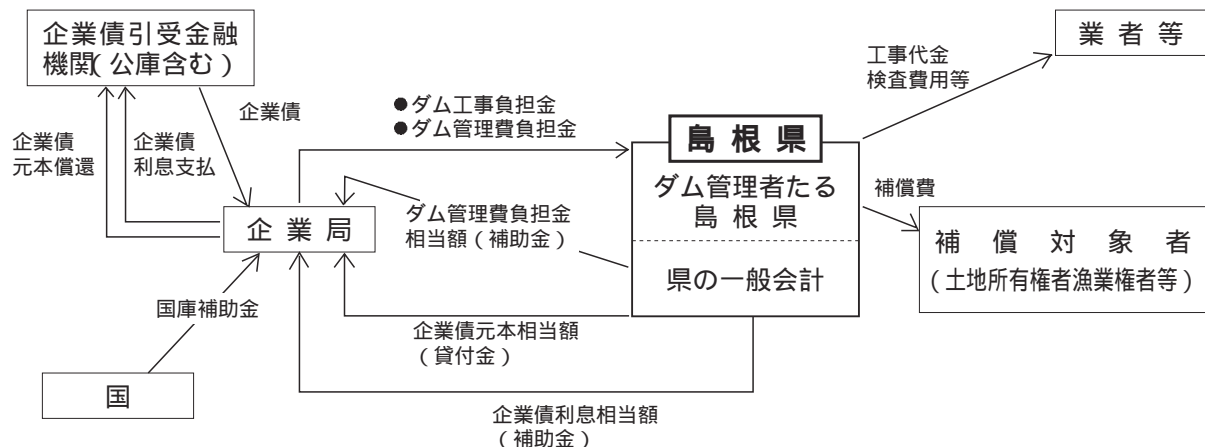 企業債引受金融
機関(公庫含む)
業者等
工事代金
検査費用等
企業債
●ダム工事負担金
●ダム管理費負担金
企業債
元本償還
企業債
利息支払
島根県
ダム管理者たる
島根県
補償費
企業局
ダム管理費負担金
相当額(補助金)
補償対象者
(土地所有権者漁業権者等)
県の一般会計
国庫補助金
企業債元本相当額
(貸付金)
国
企業債利息相当額
(補助金)